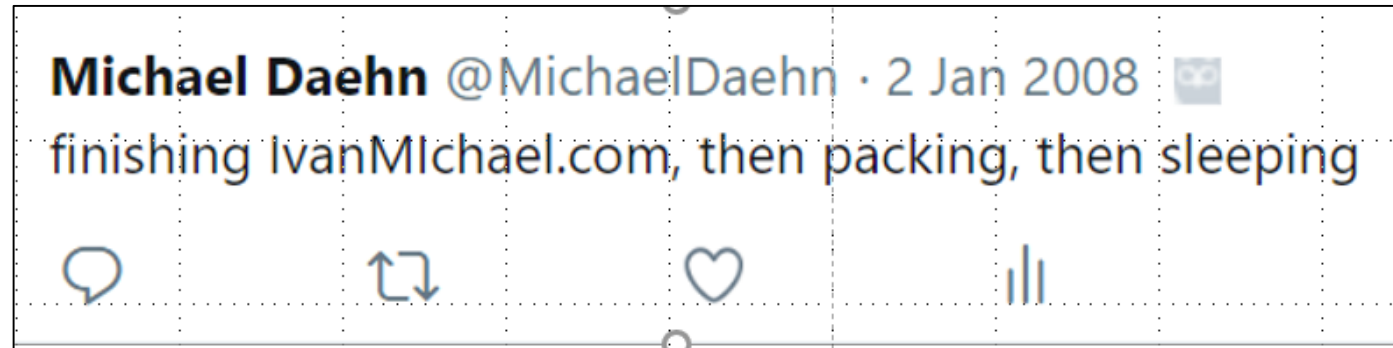 Michael Daehn @MichaelDaehn · 2 Jan 2008
finishing IvanMIchael.com, then packing, then sleeping